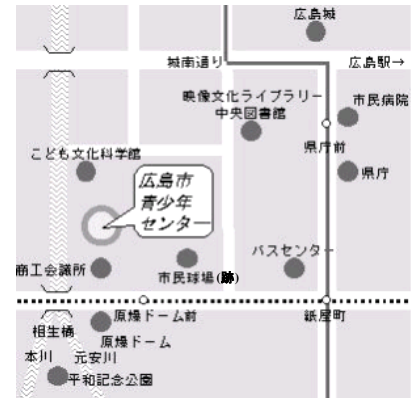 広島城
城南通り
広島駅→
映像文化ライブラリー
中央図書館
市民病院
県庁前
こども文化科学館
県庁
広島市
青少年
センター
バスセンター
商工会議所
市民球場(跡)
原爆ドーム前
紙屋町
相生橋
原爆ドーム
本川
元安川
平和記念公園